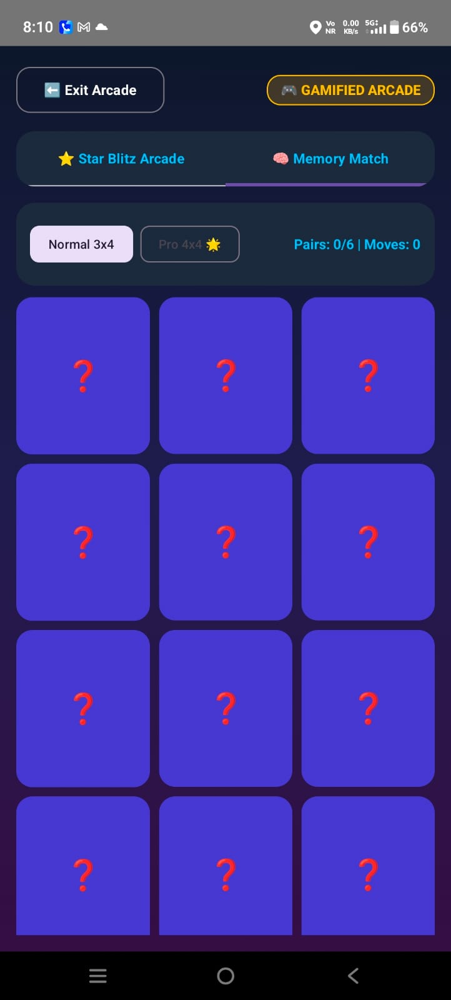 8:10
Vo NR 0.00 KB/s 5G 66%
⬅️ Exit Arcade
🎮 GAMIFIED ARCADE
⭐ Star Blitz Arcade
🧠 Memory Match
Normal 3x4
Pro 4x4 🌟
Pairs: 0/6 | Moves: 0
❓ ❓ ❓
❓ ❓ ❓
❓ ❓ ❓
❓ ❓ ❓